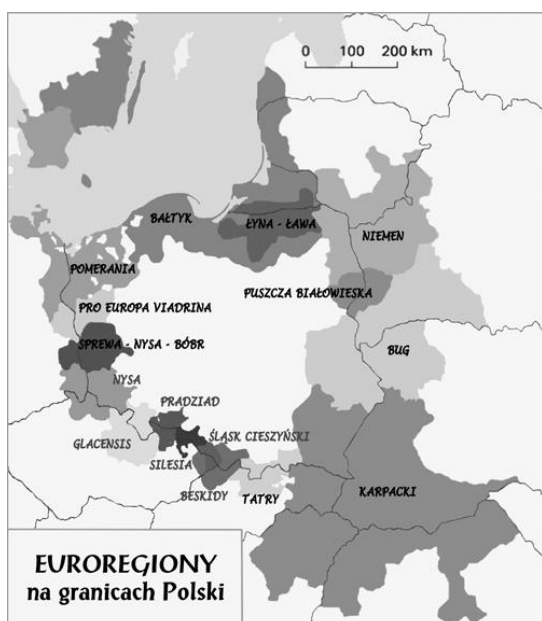 0 100 200 km
BAŁTYK
ŁYNA - ŁAWA
NIEMEN
POMERANIA
PUSZCZA BIAŁOWIESKA
PRO EUROPA VIADRINA
SPREWA - NYSA - BÓBR
BUG
NYSA
PRADZIAD
GLACENSIS
ŚLĄSK CIESZYŃSKI
SILESIA
BESKIDY
TATRY
KARPACKI
EUROREGIONY
na granicach Polski